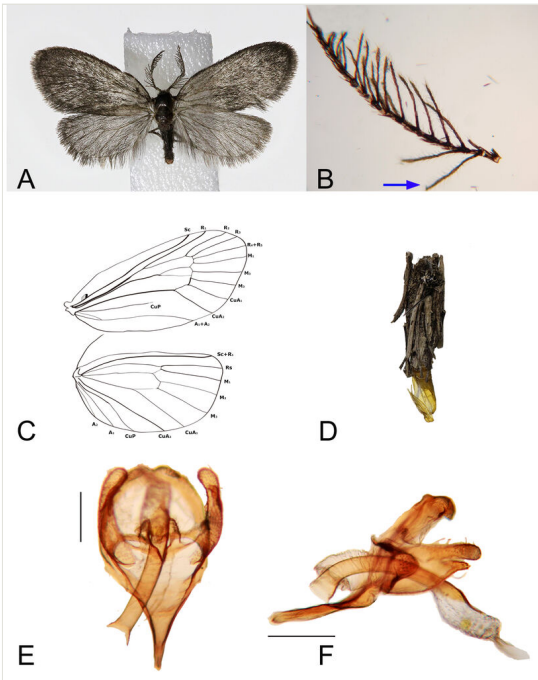 A
B
Sc R₁ R₂ R₃
R₄+R₅
M₁
M₂
M₃
CuA₁
CuP
CuA₂
A₁+A₂
Sc+R₁
Rs
M₁
M₂
M₃
A₂
A₁ CuP CuA₂ CuA₁
C
D
E
F